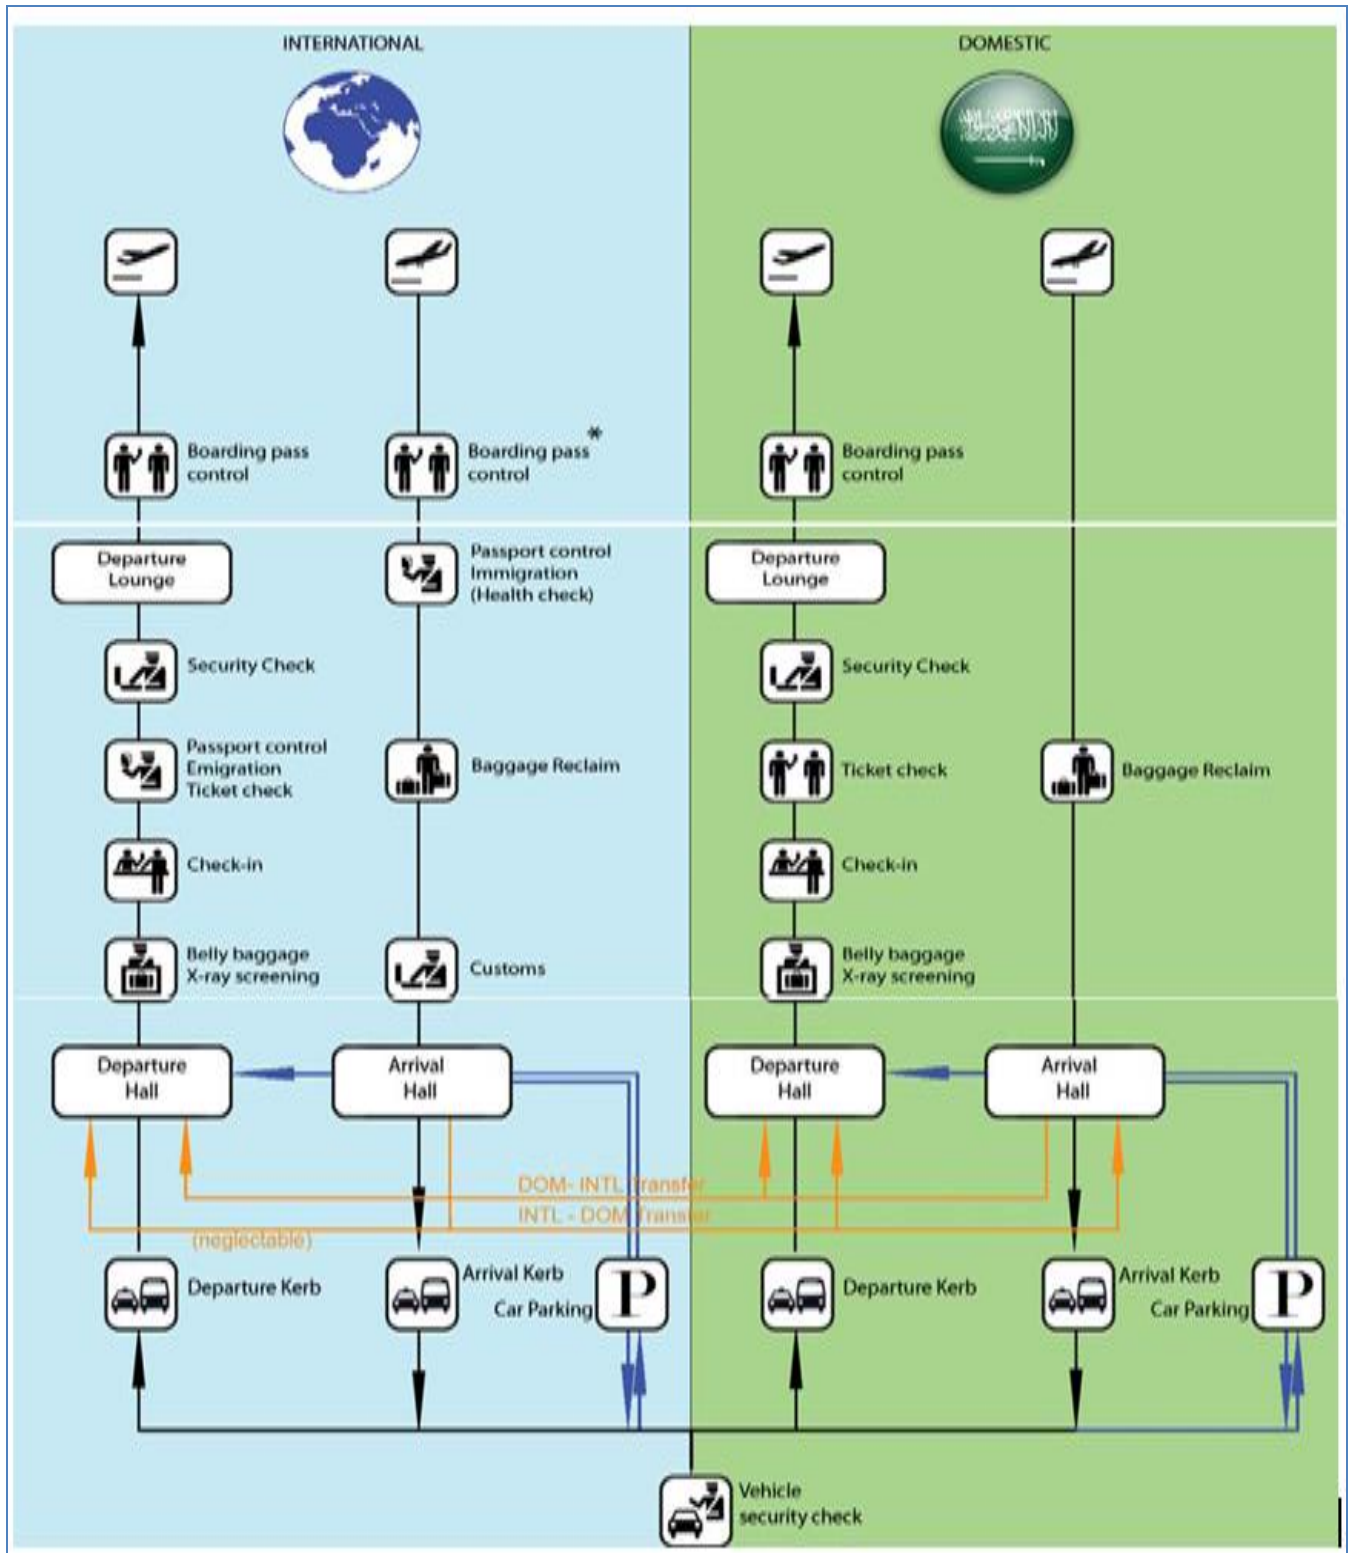 INTERNATIONAL
DOMESTIC
Boarding pass
control
Boarding pass*
control
Boarding pass
control
Departure
Lounge
Passport control
Immigration
(Health check)
Departure
Lounge
Security Check
Security Check
Passport control
Emigration
Ticket check
Baggage Reclaim
Ticket check
Baggage Reclaim
Check-in
Check-in
Belly baggage
X-ray screening
Customs
Belly baggage
X-ray screening
Departure
Hall
Arrival
Hall
Departure
Hall
Arrival
Hall
DOM- INTL Transfer
INTL - DOM Transfer
(neglectable)
Departure Kerb
Arrival Kerb
Car Parking
P
Departure Kerb
Arrival Kerb
Car Parking
P
Vehicle
security check